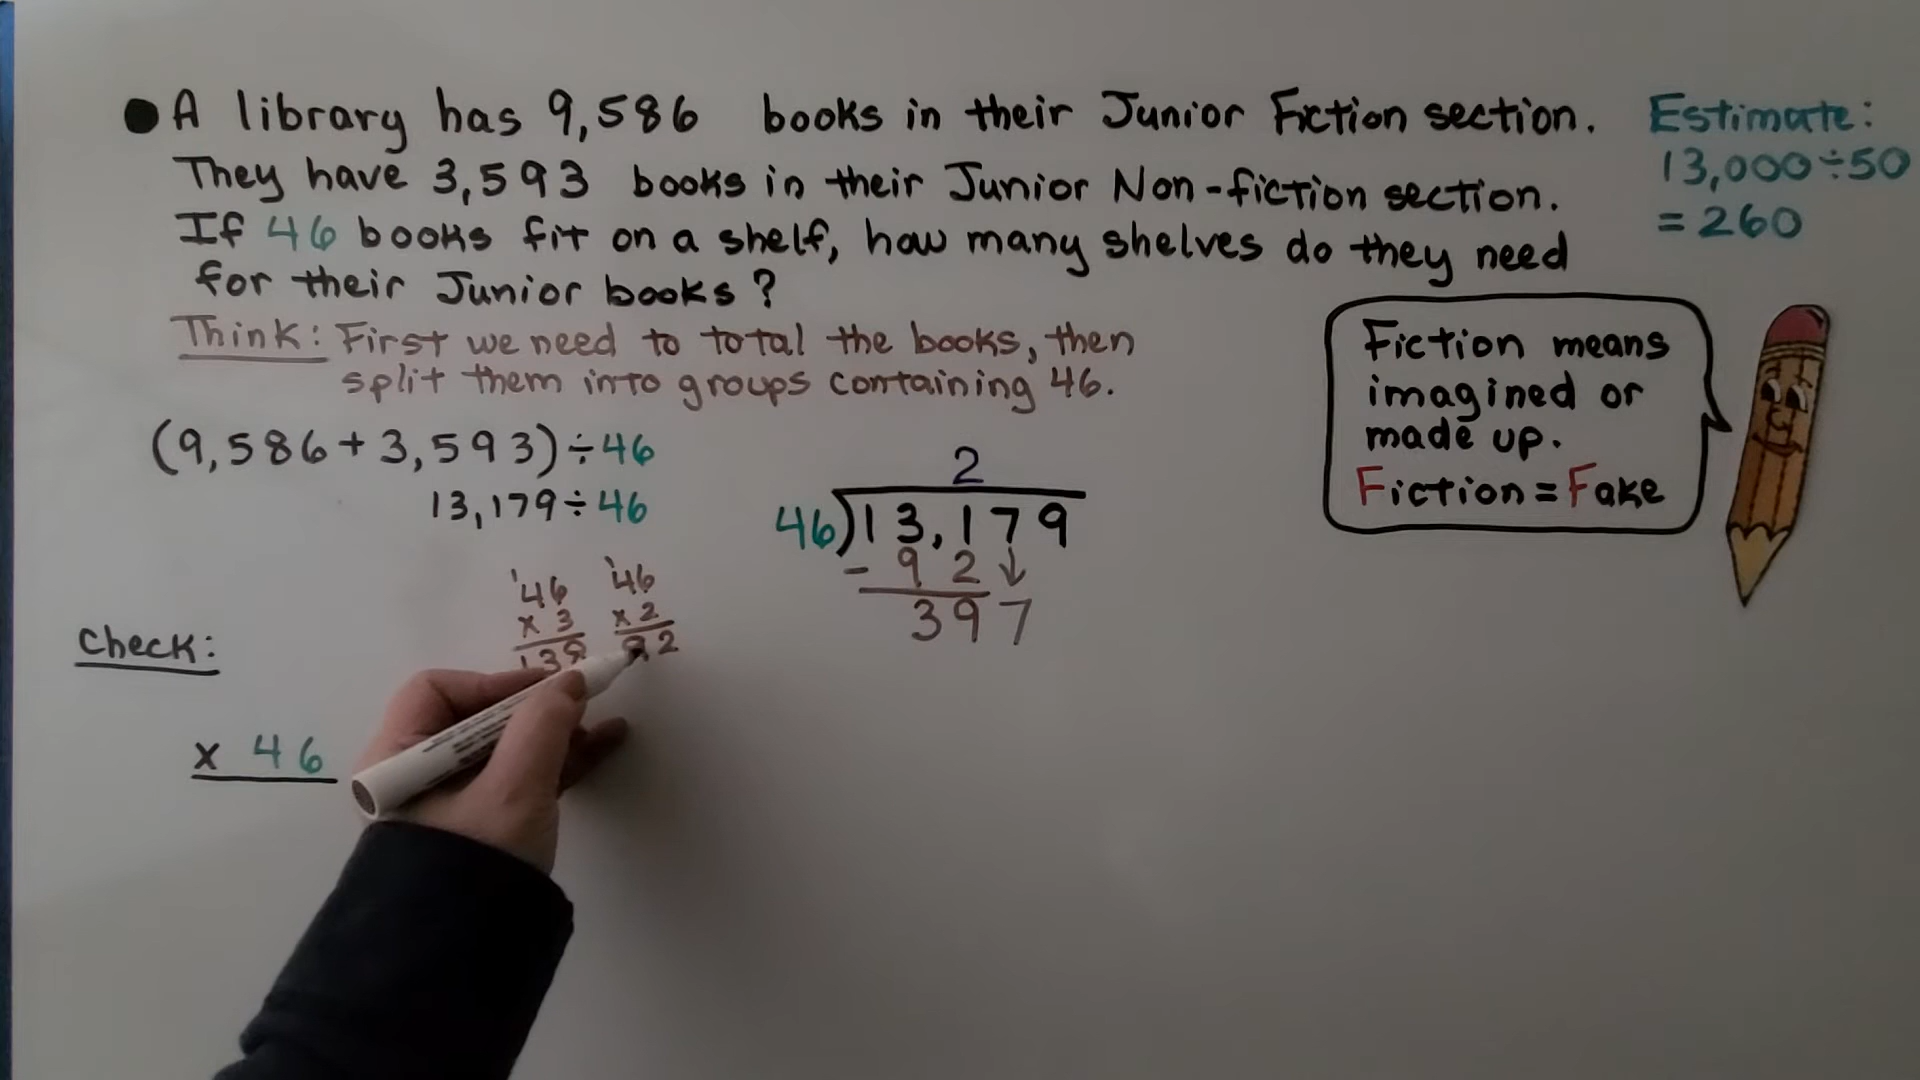 ● A library has 9,586 books in their Junior Fiction section.
They have 3,593 books in their Junior Non-fiction section.
If 46 books fit on a shelf, how many shelves do they need
for their Junior books?
Estimate:
13,000÷50
=260
Think: First we need to total the books, then
split them into groups containing 46.
Fiction means
imagined or
made up.
Fiction = Fake
(9,586+3,593)÷46
13,179÷46
2
46)13,179
- 92↓
397
1
46
x 3
139
1
46
x 2
92
Check:
x 46